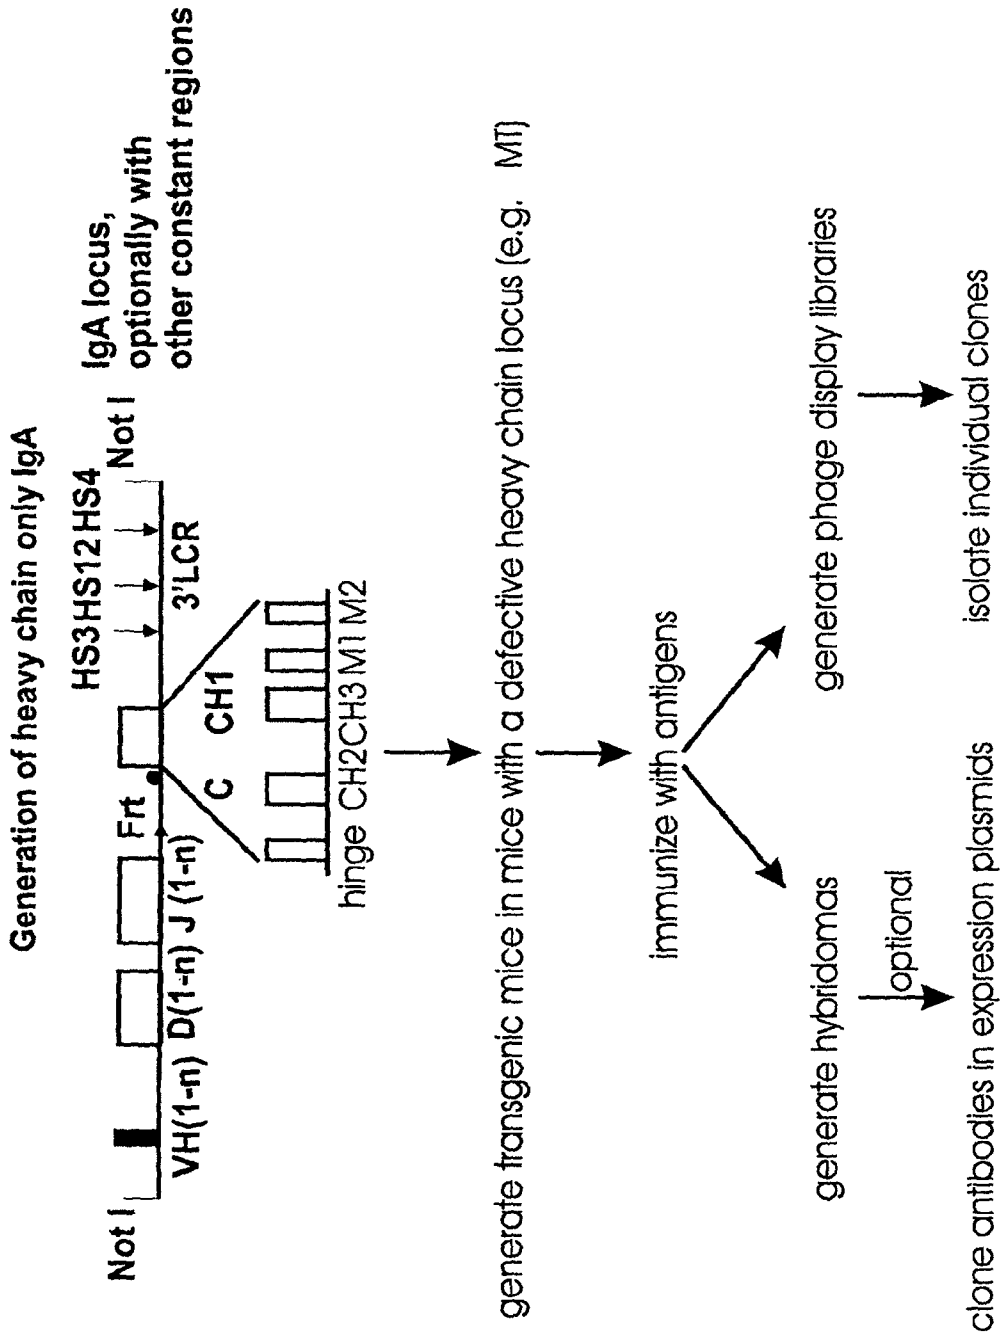 Generation of heavy chain only IgA
HS3 HS12 HS4
Not I
Frt
Not I
IgA locus,
optionally with
other constant regions
VH(1-n) D(1-n) J (1-n)
3'LCR
C CH1
hinge CH2 CH3 M1 M2
generate transgenic mice in mice with a defective heavy chain locus (e.g. MT)
immunize with antigens
generate hybridomas
generate phage display libraries
optional
clone antibodies in expression plasmids
isolate individual clones